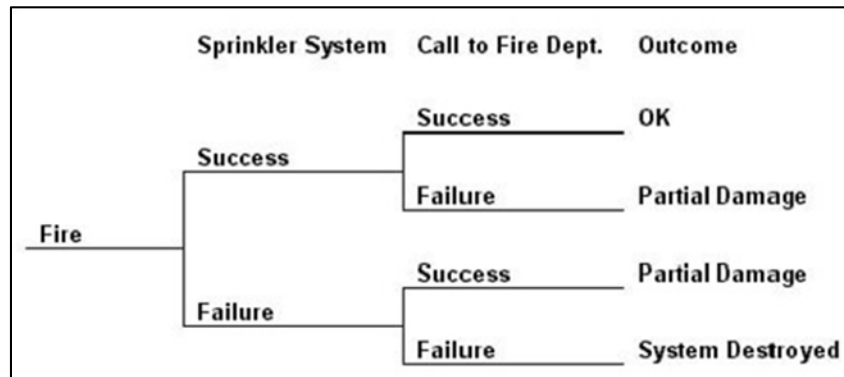 Sprinkler System Call to Fire Dept. Outcome
Success OK
Success
Failure Partial Damage
Fire
Success Partial Damage
Failure
Failure System Destroyed